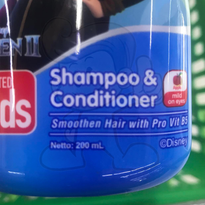 EN II
TED
ds
Shampoo &
Conditioner
mild
on eyes
Smoothen Hair with Pro Vit B5
Netto: 200 mL
©Disney